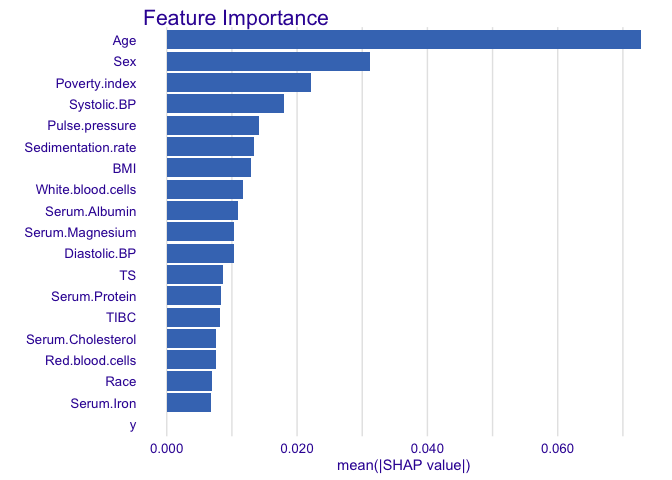 Feature Importance
Age
Sex
Poverty.index
Systolic.BP
Pulse.pressure
Sedimentation.rate
BMI
White.blood.cells
Serum.Albumin
Serum.Magnesium
Diastolic.BP
TS
Serum.Protein
TIBC
Serum.Cholesterol
Red.blood.cells
Race
Serum.Iron
y
0.000 0.020 0.040 0.060
mean(|SHAP value|)